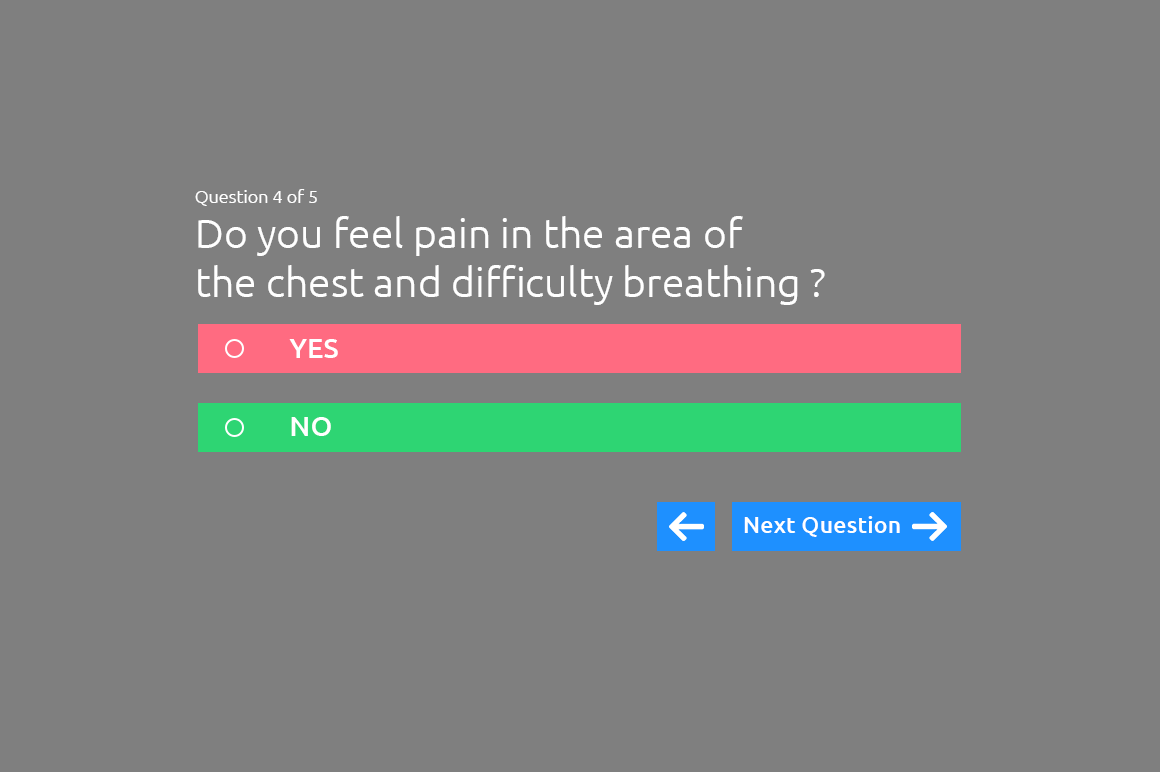 Question 4 of 5
Do you feel pain in the area of
the chest and difficulty breathing ?
YES
NO
Next Question